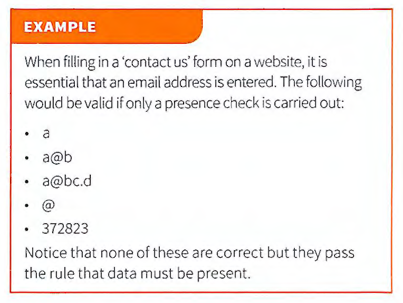 EXAMPLE
When filling in a 'contact us' form on a website, it is
essential that an email address is entered. The following
would be valid if only a presence check is carried out:
• a
• a@b
• a@bc.d
• @
• 372823
Notice that none of these are correct but they pass
the rule that data must be present.